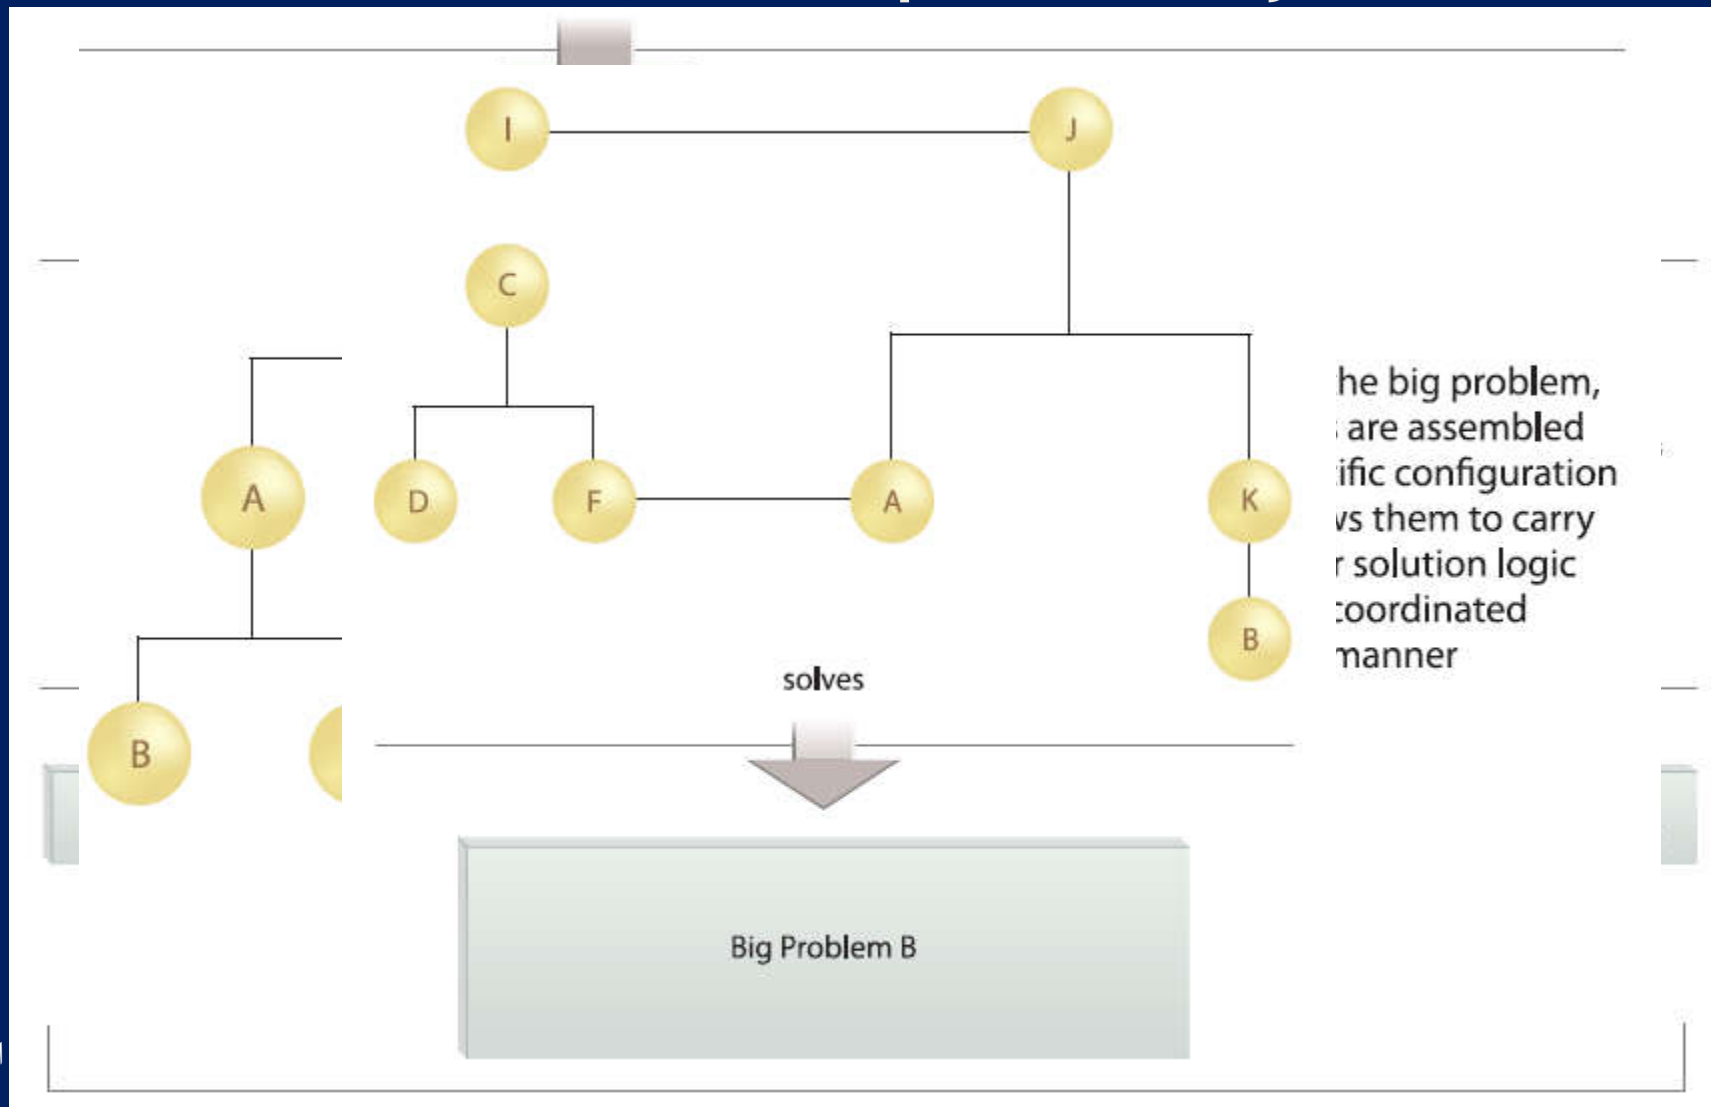 I
J
C
he big problem,
are assembled
ific configuration
A
D
F
A
K
s them to carry
solution logic
coordinated
B
manner
solves
B
Big Problem B